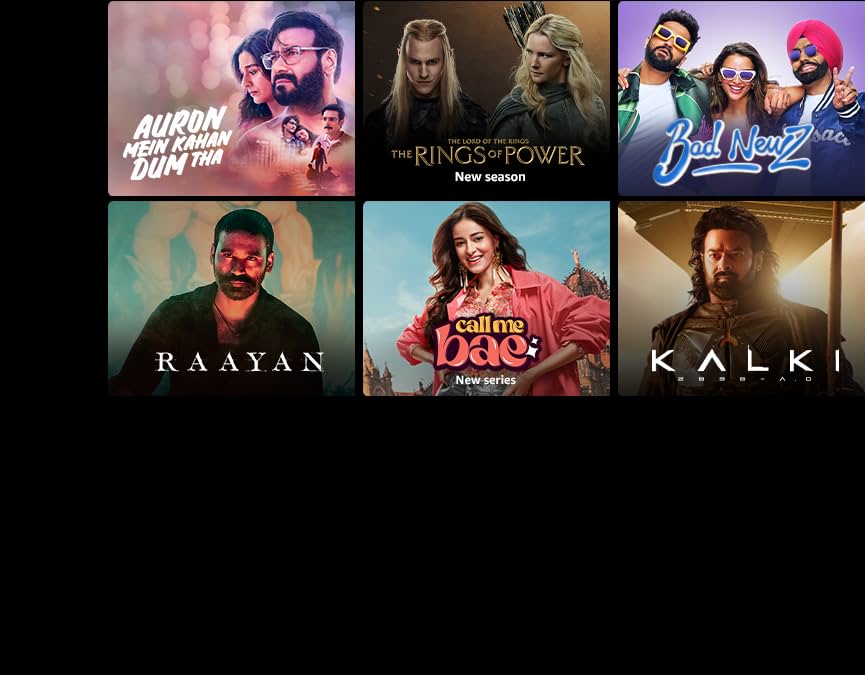 AURON
MEIN KAHAN
DUM THA
THE LORD OF THE RINGS
THE RINGS OF POWER
New season
Bad NewZ
RAAYAN
call me
bae
New series
KALKI
2898-A.D